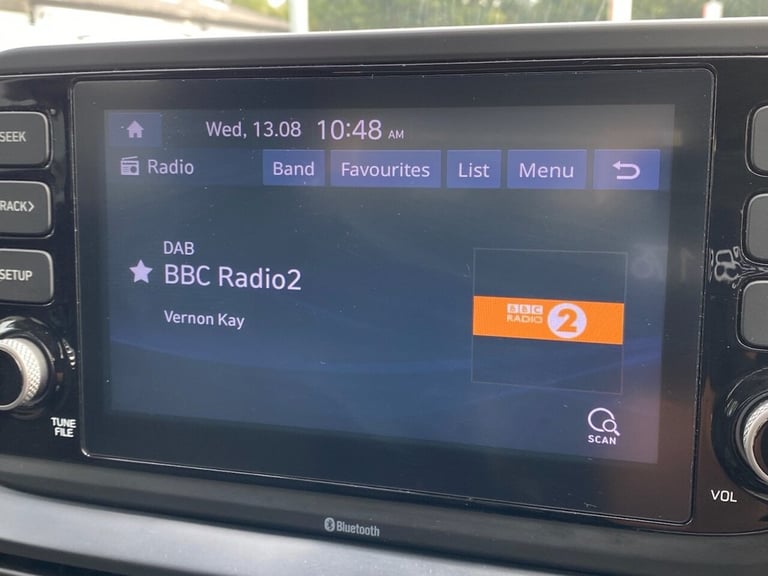 Wed, 13.08 10:48 AM
SEEK
Radio Band Favourites List Menu
RACK>
DAB
BBC Radio2
SETUP
Vernon Kay
BBC
RADIO 2
TUNE
FILE
SCAN
VOL
Bluetooth